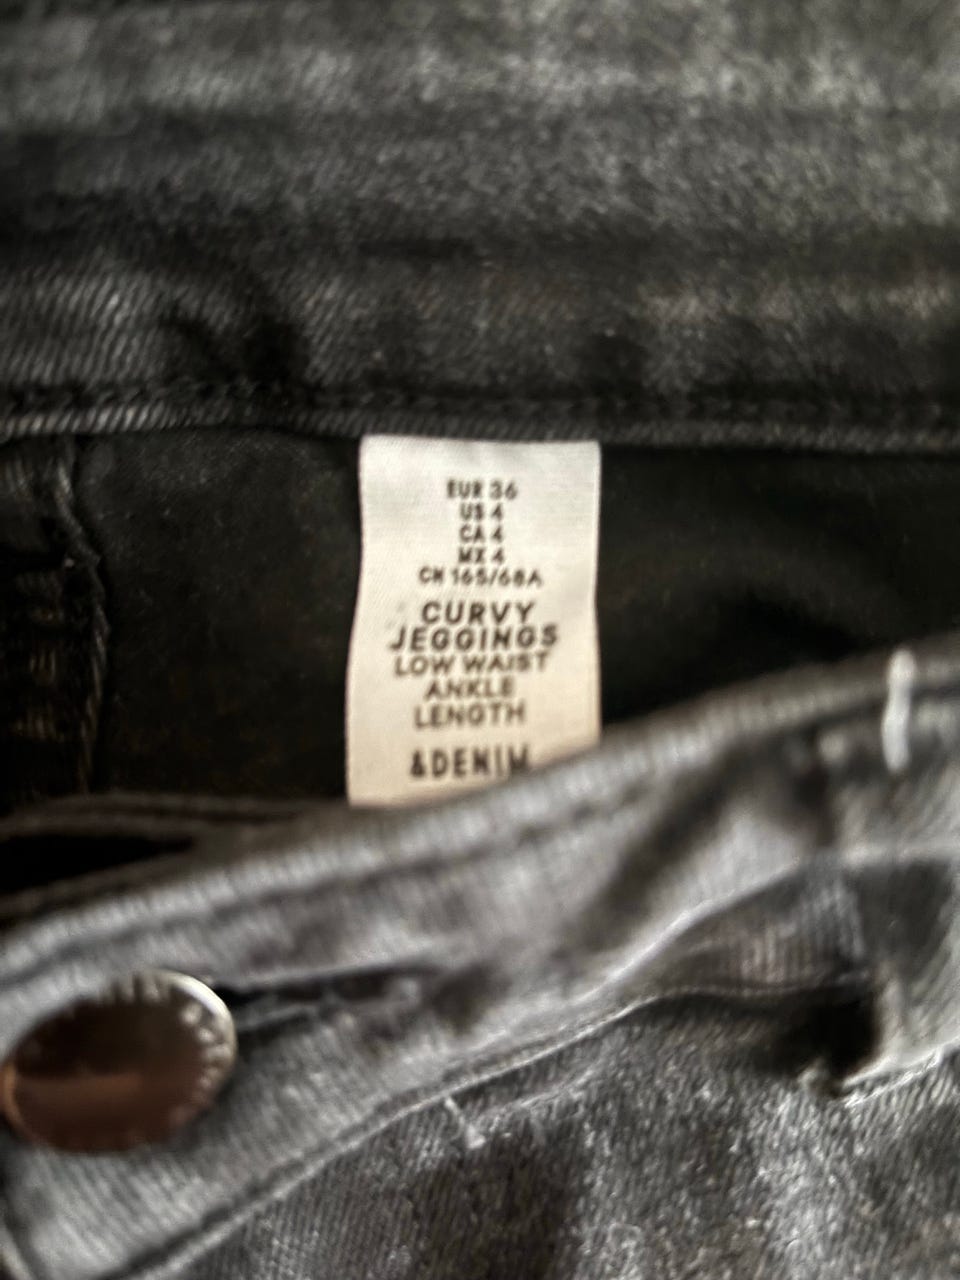 EUR 36
US 4
CA 4
MX 4
CN 165/68A
CURVY
JEGGINGS
LOW WAIST
ANKLE
LENGTH
&DENIM